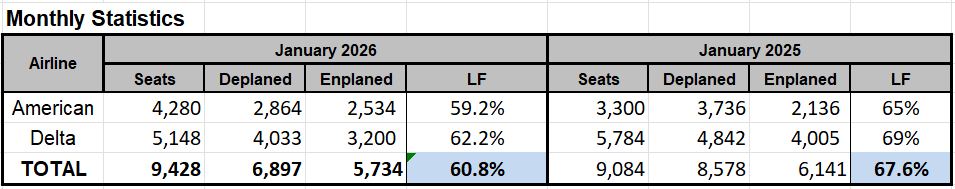 Monthly Statistics
Airline January 2026 January 2025
Seats Deplaned Enplaned LF Seats Deplaned Enplaned LF
American 4,280 2,864 2,534 59.2% 3,300 3,736 2,136 65%
Delta 5,148 4,033 3,200 62.2% 5,784 4,842 4,005 69%
TOTAL 9,428 6,897 5,734 60.8% 9,084 8,578 6,141 67.6%